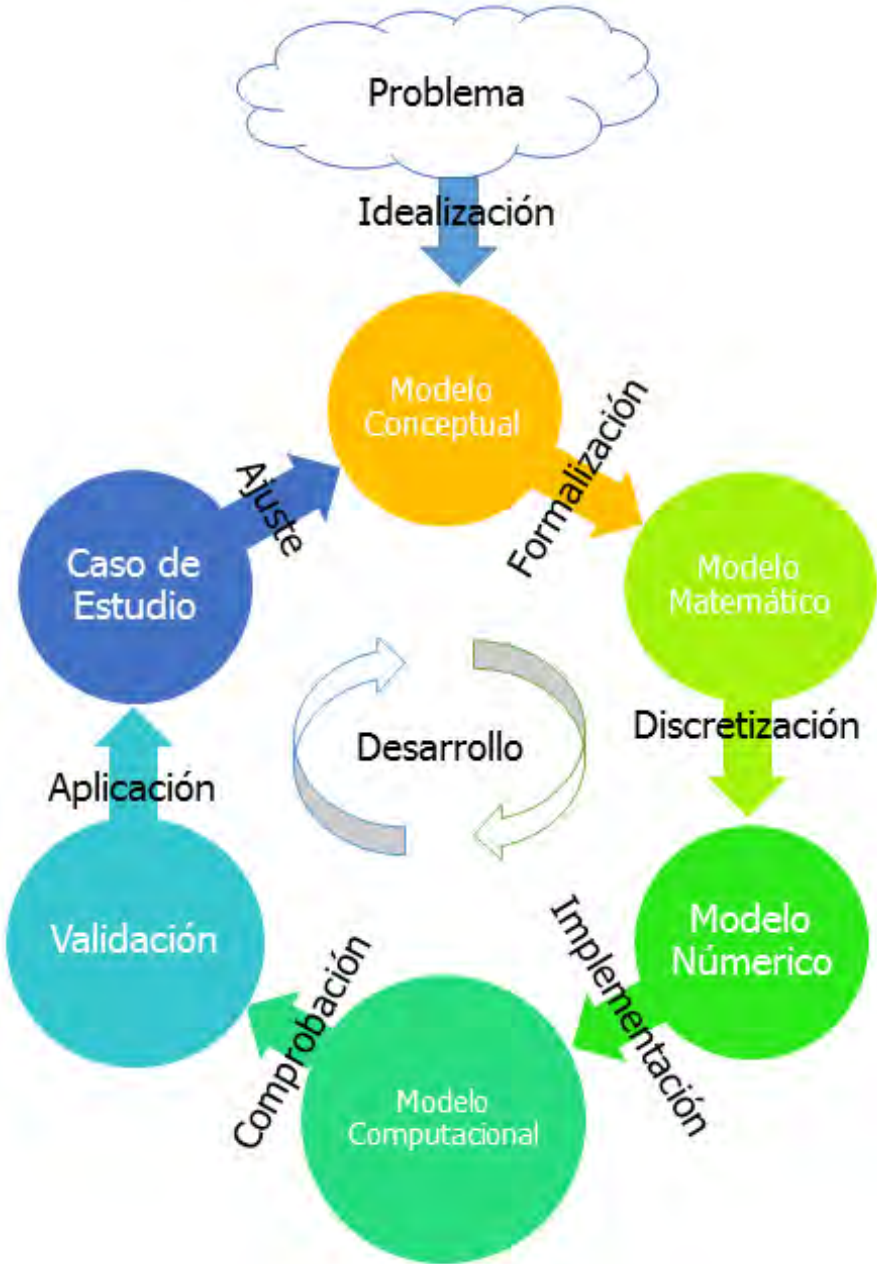 Problema
Idealización
Modelo
Conceptual
Formalización
Modelo
Matemático
Discretización
Modelo
Númerico
Implementación
Modelo
Computacional
Comprobación
Validación
Aplicación
Caso de
Estudio
Ajuste
Desarrollo